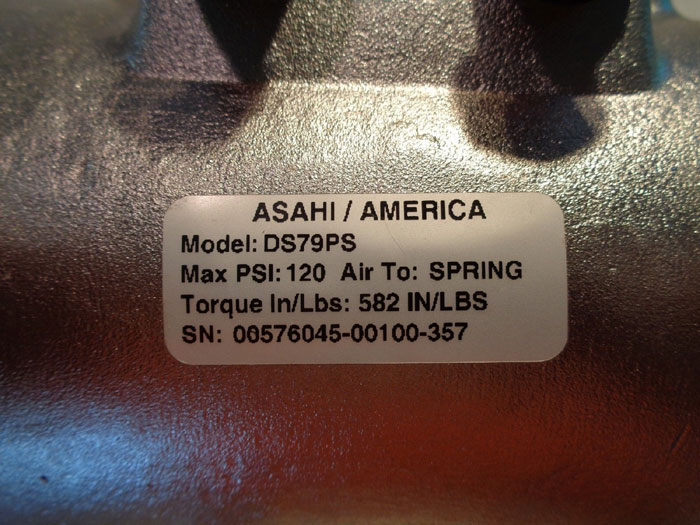 ASAHI / AMERICA
Model: DS79PS
Max PSI: 120 Air To: SPRING
Torque In/Lbs: 582 IN/LBS
SN: 00576045-00100-357